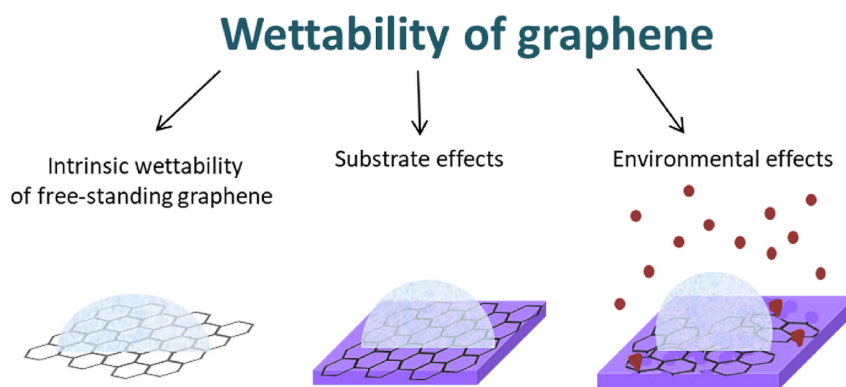 Wettability of graphene
Intrinsic wettability
of free-standing graphene
Substrate effects
Environmental effects